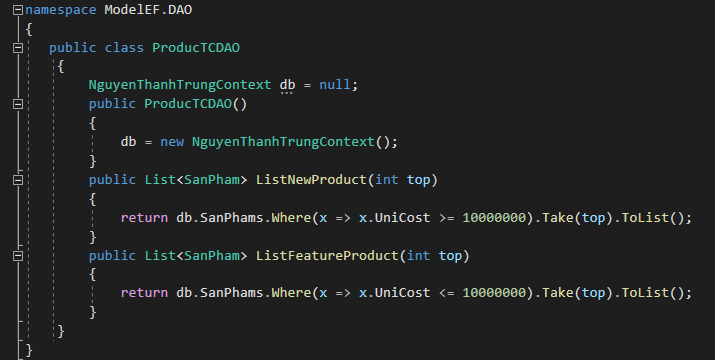 namespace ModelEF.DAO
{
public class ProducTCDAO
{
NguyenThanhTrungContext db = null;
public ProducTCDAO()
{
db = new NguyenThanhTrungContext();
}
public List<SanPham> ListNewProduct(int top)
{
return db.SanPhams.Where(x => x.UniCost >= 10000000).Take(top).ToList();
}
public List<SanPham> ListFeatureProduct(int top)
{
return db.SanPhams.Where(x => x.UniCost <= 10000000).Take(top).ToList();
}
}
}